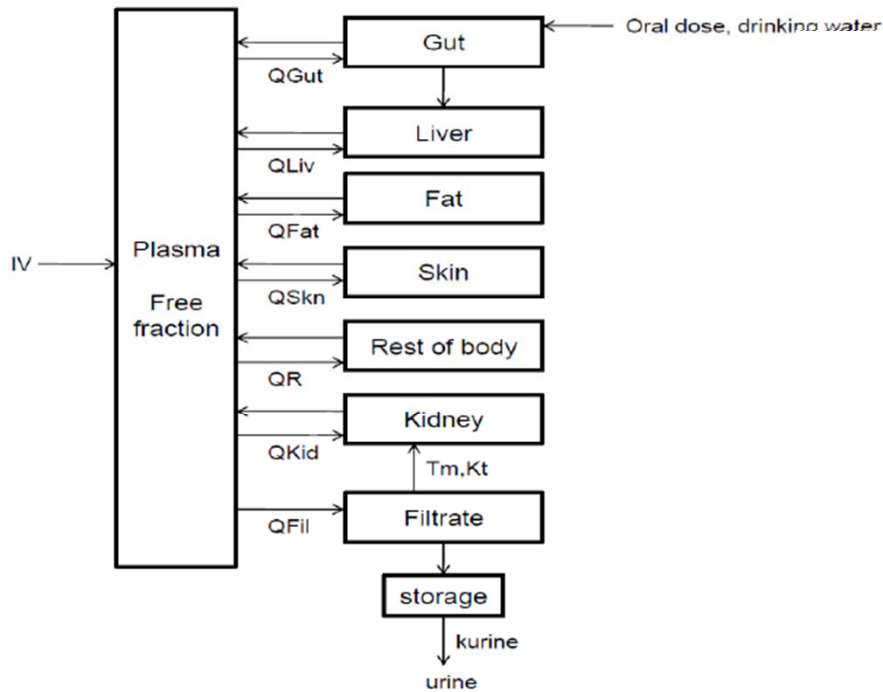 Gut
Oral dose, drinking water
QGut
Liver
QLiv
Fat
QFat
Plasma
IV
Skin
QSkn
Free
fraction
Rest of body
QR
Kidney
QKid
Tm,Kt
Filtrate
QFil
storage
kurine
urine